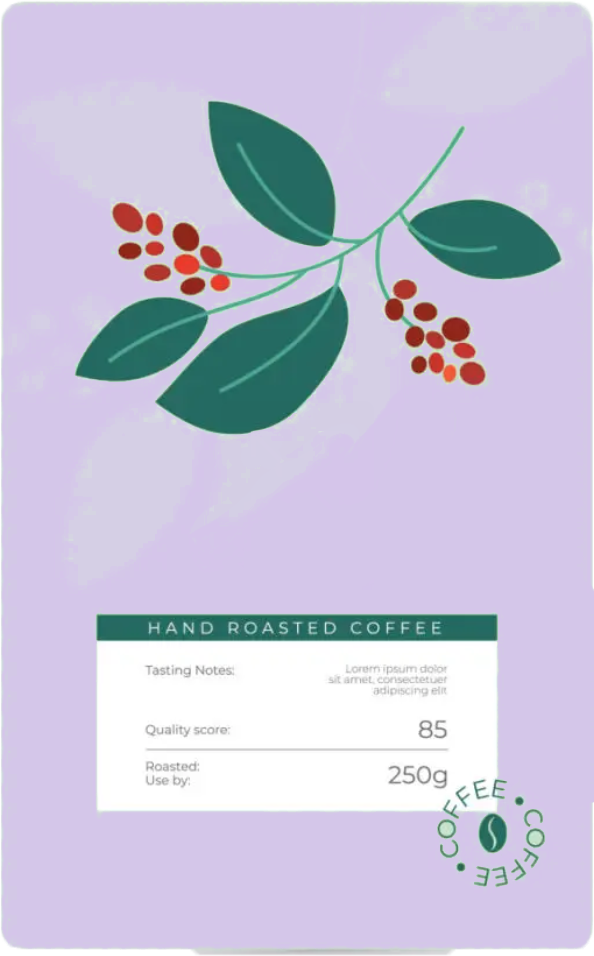 HAND ROASTED COFFEE
Tasting Notes:
Lorem ipsum dolor
sit amet, consectetuer
adipiscing elit
Quality score:
85
Roasted:
Use by:
250g
COFFEE • COFFEE • COFFEE